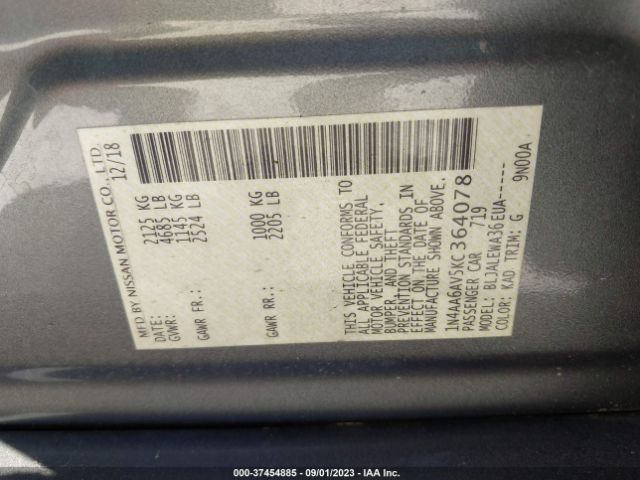 MFD BY NISSAN MOTOR CO., LTD.
DATE: 12/18
GVWR: 2125 KG
4685 LB
GAWR FR: 1145 KG
2524 LB
GAWR RR: 1000 KG
2205 LB
THIS VEHICLE CONFORMS TO
ALL APPLICABLE FEDERAL
MOTOR VEHICLE SAFETY,
BUMPER, AND THEFT
PREVENTION STANDARDS IN
EFFECT ON THE DATE OF
MANUFACTURE SHOWN ABOVE.
1N4AA6AV5KC364078
PASSENGER CAR 719
MODEL: BLJALEWA36EUA-----
COLOR: KAD TRIM: G 9N00A
000-37454885 - 09/01/2023 - IAA Inc.